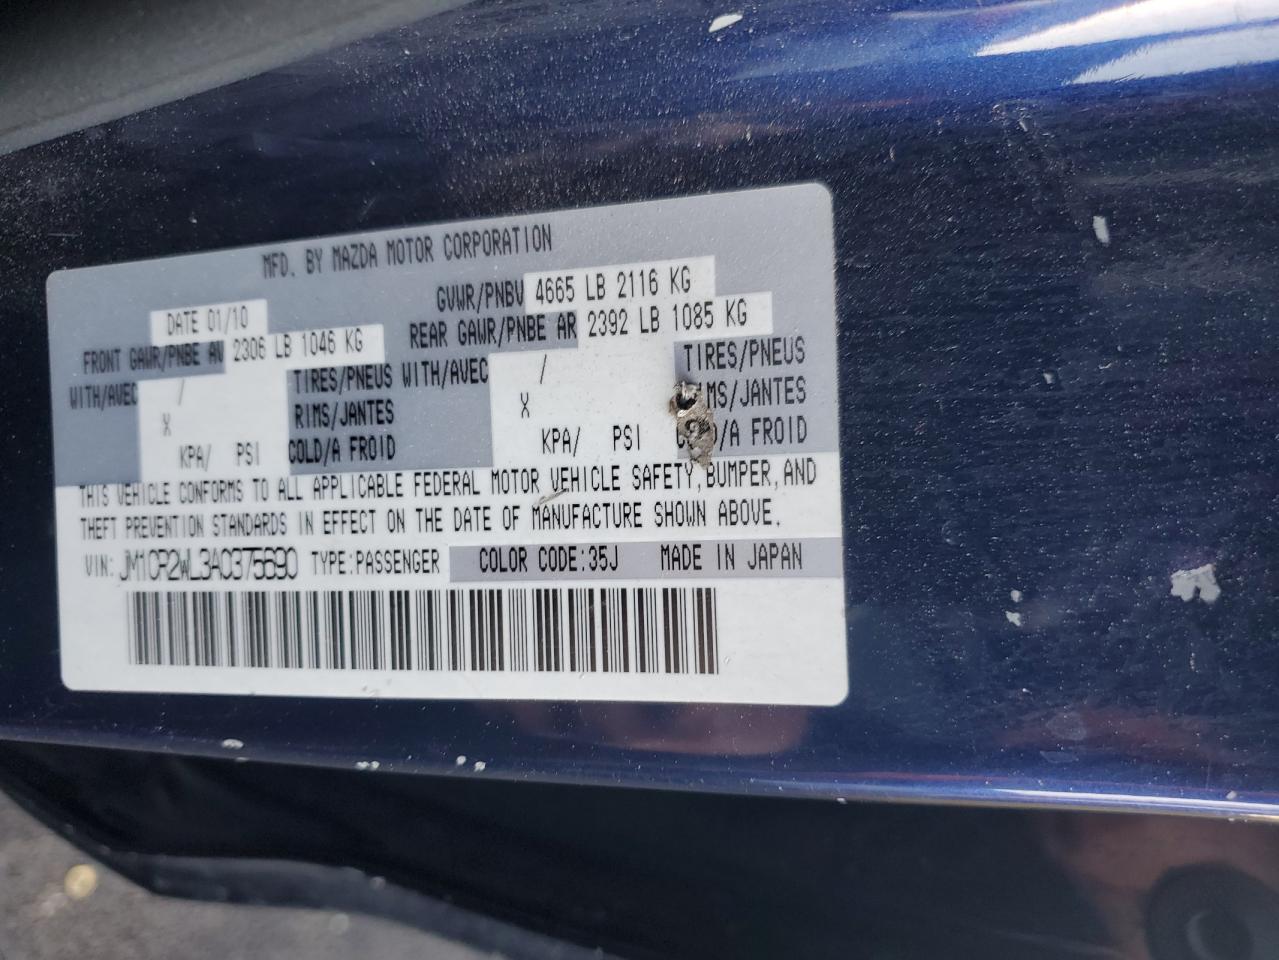 MFD. BY MAZDA MOTOR CORPORATION
DATE 01/10
GVWR/PNBV 4665 LB 2116 KG
FRONT GAWR/PNBE AV 2306 LB 1046 KG
REAR GAWR/PNBE AR 2392 LB 1085 KG
WITH/AVEC / TIRES/PNEUS WITH/AVEC / TIRES/PNEUS
X RIMS/JANTES X RIMS/JANTES
KPA/ PSI COLD/A FROID KPA/ PSI COLD/A FROID
THIS VEHICLE CONFORMS TO ALL APPLICABLE FEDERAL MOTOR VEHICLE SAFETY, BUMPER, AND
THEFT PREVENTION STANDARDS IN EFFECT ON THE DATE OF MANUFACTURE SHOWN ABOVE.
VIN: JM1CR2WL3A0375690 TYPE:PASSENGER COLOR CODE:35J MADE IN JAPAN